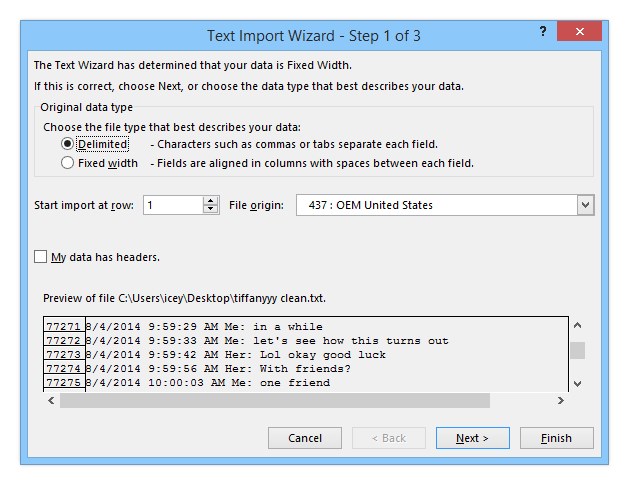 Text Import Wizard - Step 1 of 3
?
The Text Wizard has determined that your data is Fixed Width.
If this is correct, choose Next, or choose the data type that best describes your data.
Original data type
Choose the file type that best describes your data:
Delimited - Characters such as commas or tabs separate each field.
Fixed width - Fields are aligned in columns with spaces between each field.
Start import at row: 1 File origin: 437 : OEM United States
My data has headers.
Preview of file C:\Users\icey\Desktop\tiffanyyy clean.txt.
77271 8/4/2014 9:59:29 AM Me: in a while
77272 8/4/2014 9:59:33 AM Me: let's see how this turns out
77273 8/4/2014 9:59:42 AM Her: Lol okay good luck
77274 8/4/2014 9:59:56 AM Her: With friends?
77275 8/4/2014 10:00:03 AM Me: one friend
Cancel < Back Next > Finish